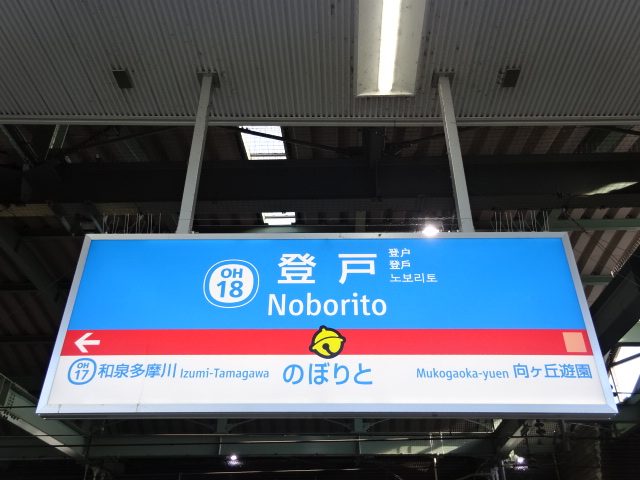 OH
18
登戸
登户
登戶
노보리토
Noborito
OH
17
和泉多摩川 Izumi-Tamagawa
のぼりと
Mukogaoka-yuen 向ヶ丘遊園